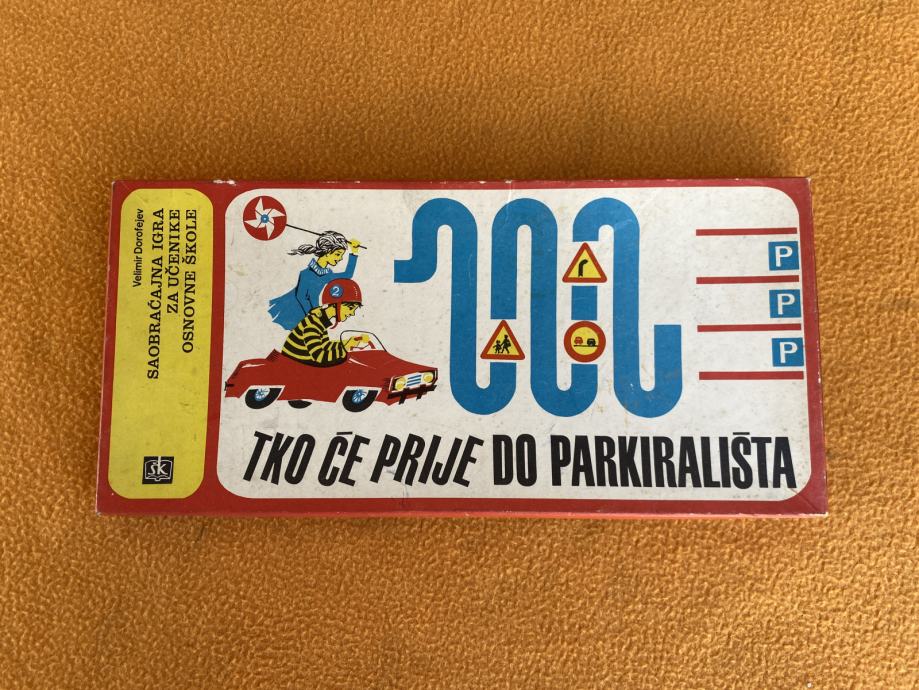 Velimir Dorofejev
SAOBRAĆAJNA IGRA
ZA UČENIKE
OSNOVNE ŠKOLE
ŠK
2
P
P
P
TKO ĆE PRIJE DO PARKIRALIŠTA